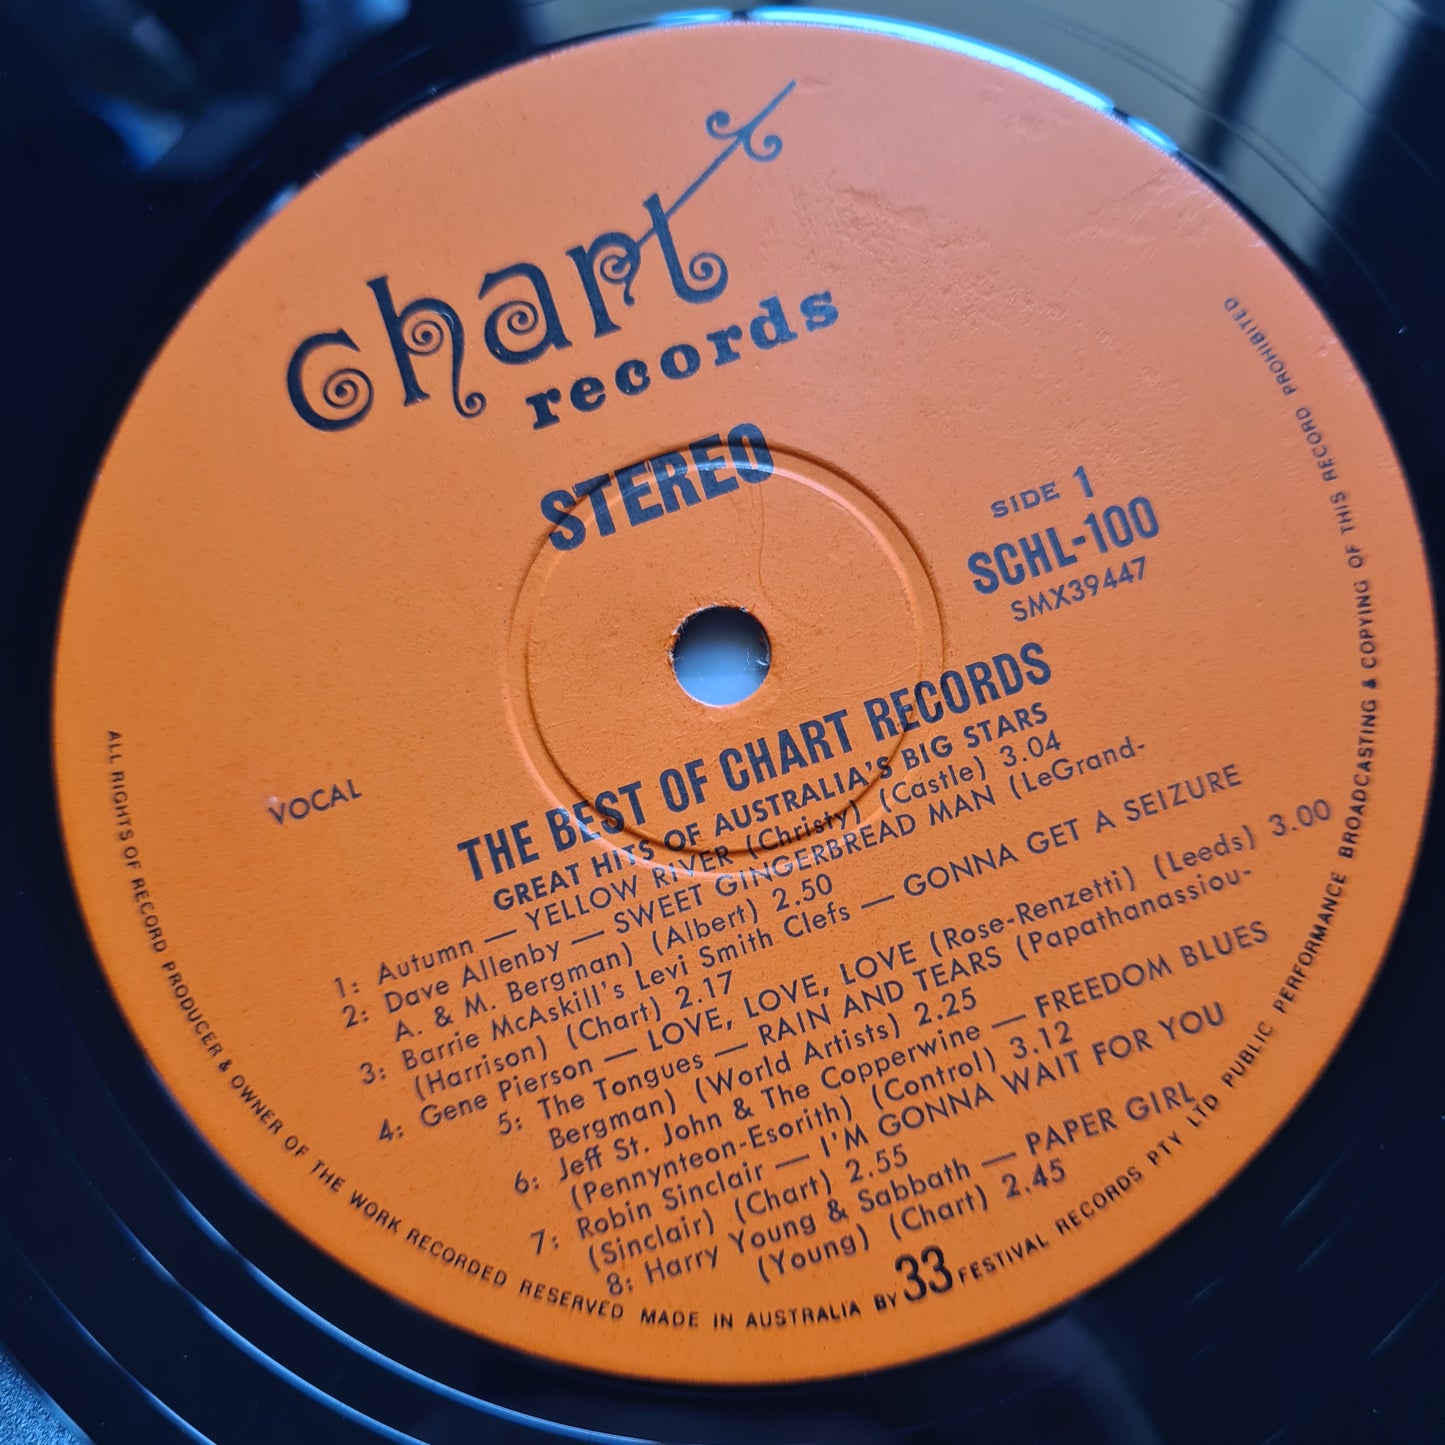 chart
records
STEREO
SIDE 1
SCHL-100
SMX39447
VOCAL
THE BEST OF CHART RECORDS
GREAT HITS OF AUSTRALIA'S BIG STARS
1: Autumn — YELLOW RIVER (Christy) (Castle) 3.04
2: Dave Allenby — SWEET GINGERBREAD MAN (LeGrand-
A. & M. Bergman) (Albert) 2.50
3: Barrie McAskill's Levi Smith Clefs — GONNA GET A SEIZURE
(Harrison) (Chart) 2.17
4: Gene Pierson — LOVE, LOVE, LOVE (Rose-Renzetti) (Leeds) 3.00
5: The Tongues — RAIN AND TEARS (Papathanassiou-
Bergman) (World Artists) 2.25
6: Jeff St. John & The Copperwine — FREEDOM BLUES
(Pennynteon-Esorith) (Control) 3.12
7: Robin Sinclair — I'M GONNA WAIT FOR YOU
(Sinclair) (Chart) 2.55
8: Harry Young & Sabbath — PAPER GIRL
(Young) (Chart) 2.45
ALL RIGHTS OF RECORD PRODUCER & OWNER OF THE WORK RECORDED RESERVED MADE IN AUSTRALIA BY 33 FESTIVAL RECORDS PTY LTD PUBLIC PERFORMANCE BROADCASTING & COPYING OF THIS RECORD PROHIBITED